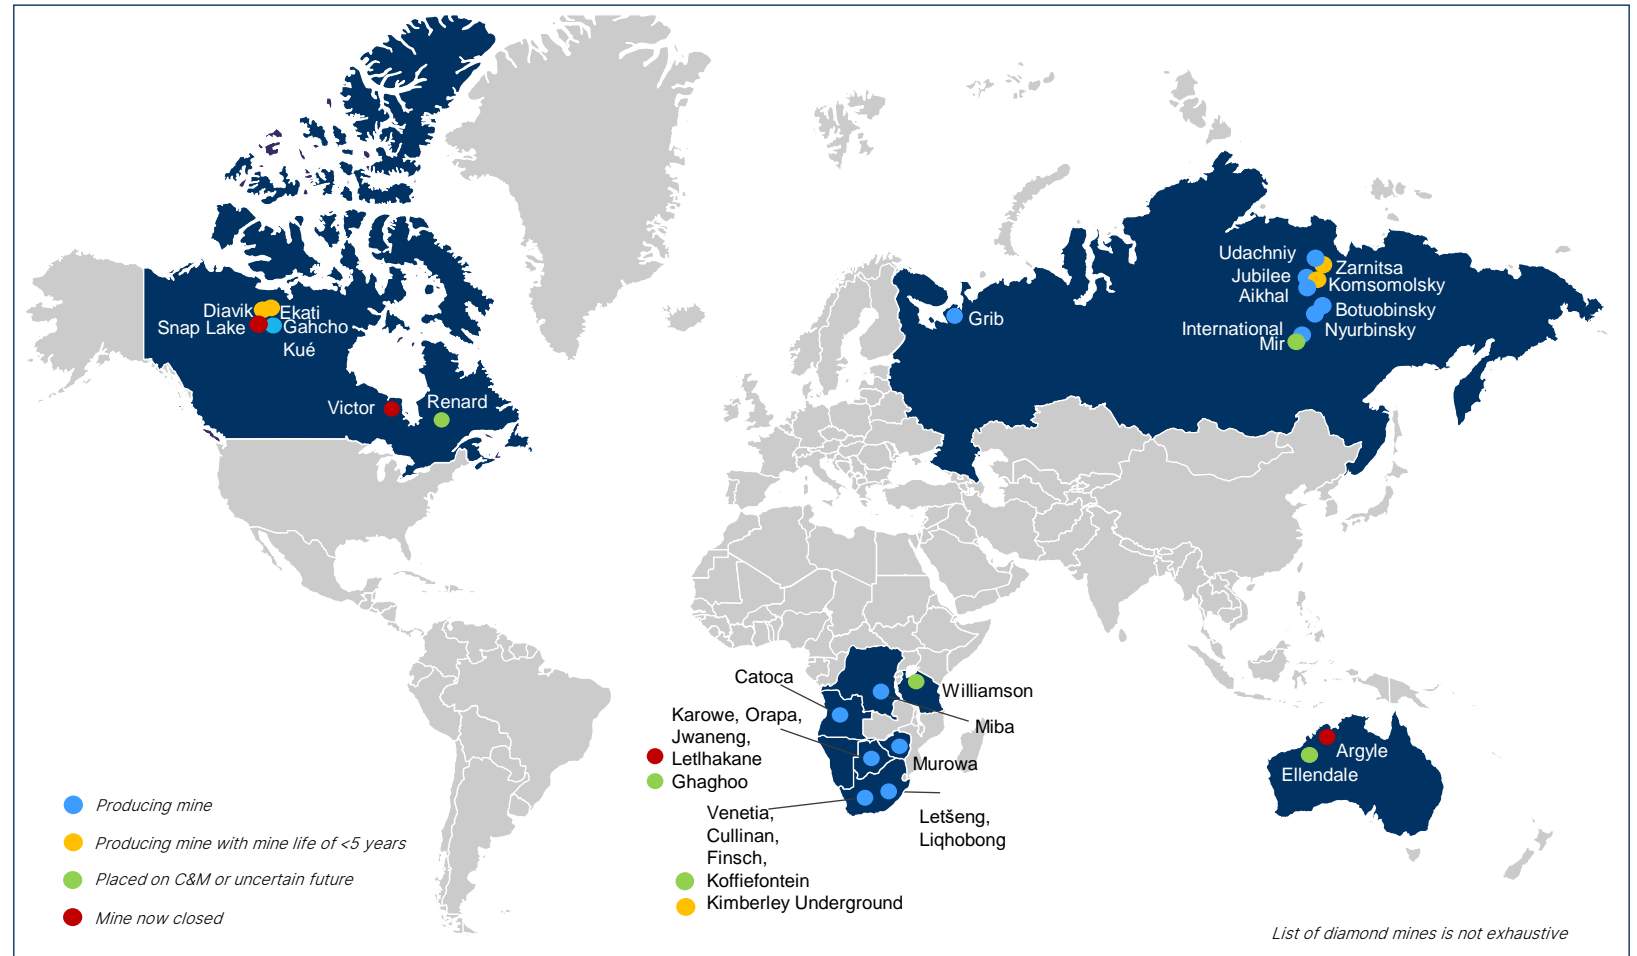 Udachniy
Zarnitsa
Jubilee
Komsomolsky
Aikhal
Botuobinsky
Nyurbinsky
International
Mir
Grib
Diavik
Ekati
Snap Lake
Gahcho
Kué
Victor
Renard
Catoca
Williamson
Miba
Karowe, Orapa,
Jwaneng,
Letlhakane
Ghaghoo
Murowa
Argyle
Ellendale
Venetia,
Cullinan,
Finsch,
Koffiefontein
Kimberley Underground
Letšeng,
Liqhobong
Producing mine
Producing mine with mine life of <5 years
Placed on C&M or uncertain future
Mine now closed
List of diamond mines is not exhaustive